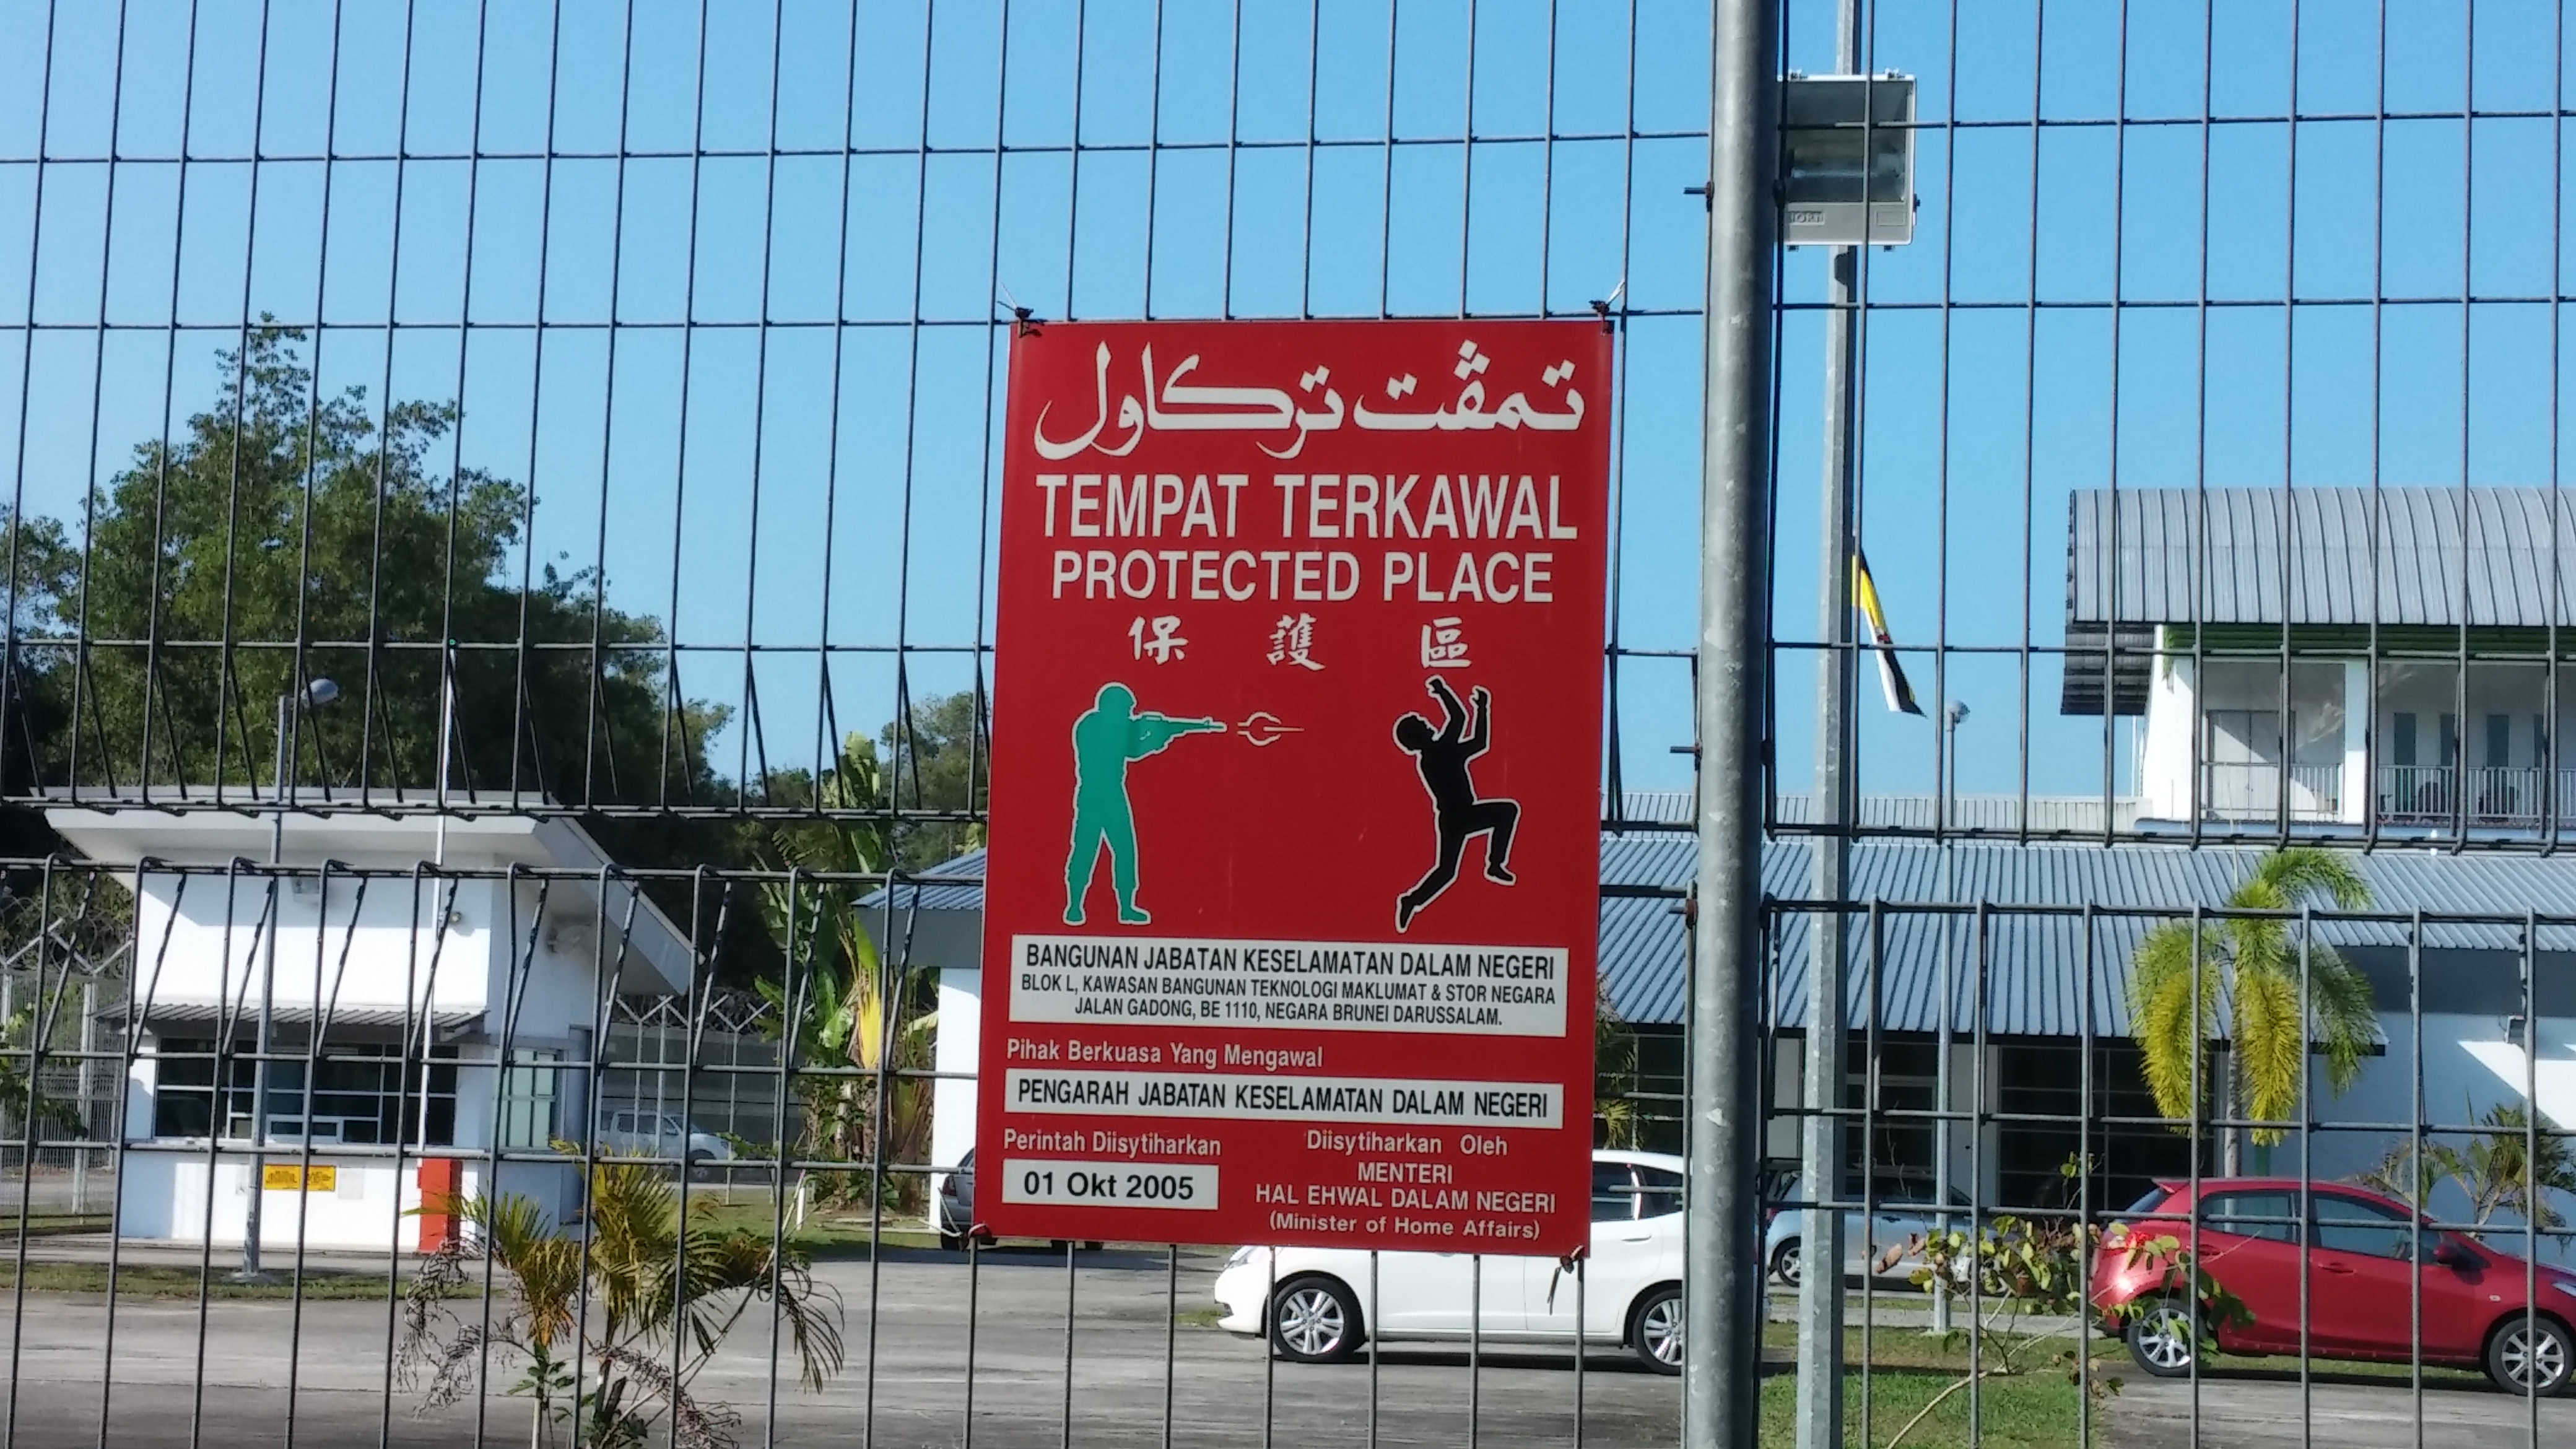 تمڤت تركاول
TEMPAT TERKAWAL
PROTECTED PLACE
保護區
BANGUNAN JABATAN KESELAMATAN DALAM NEGERI
BLOK L, KAWASAN BANGUNAN TEKNOLOGI MAKLUMAT & STOR NEGARA
JALAN GADONG, BE 1110, NEGARA BRUNEI DARUSSALAM.
Pihak Berkuasa Yang Mengawal
PENGARAH JABATAN KESELAMATAN DALAM NEGERI
Perintah Diisytiharkan
01 Okt 2005
Diisytiharkan Oleh
MENTERI
HAL EHWAL DALAM NEGERI
(Minister of Home Affairs)